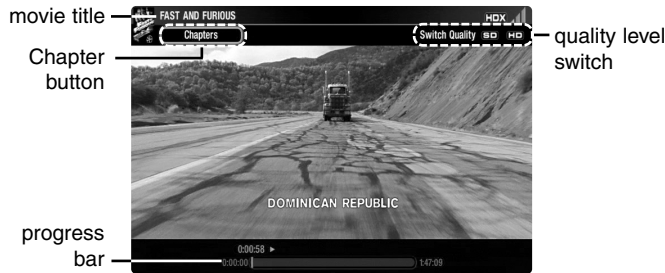 movie title
FAST AND FURIOUS
HDX
Chapters
Switch Quality SD HD
Chapter
button
quality level
switch
DOMINICAN REPUBLIC
progress
bar
0:00:58
0:00:00
1:47:09